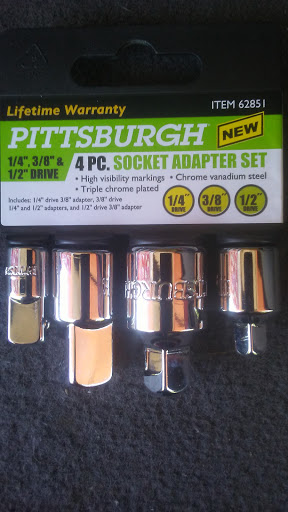 Lifetime Warranty
ITEM 62851
PITTSBURGH
NEW
1/4", 3/8" &
1/2" DRIVE
4 PC. SOCKET ADAPTER SET
• High visibility markings • Chrome vanadium steel
• Triple chrome plated
Includes: 1/4" drive 3/8" adapter, 3/8" drive
1/4" and 1/2" adapters, and 1/2" drive 3/8" adapter
1/4"
DRIVE
3/8"
DRIVE
1/2"
DRIVE